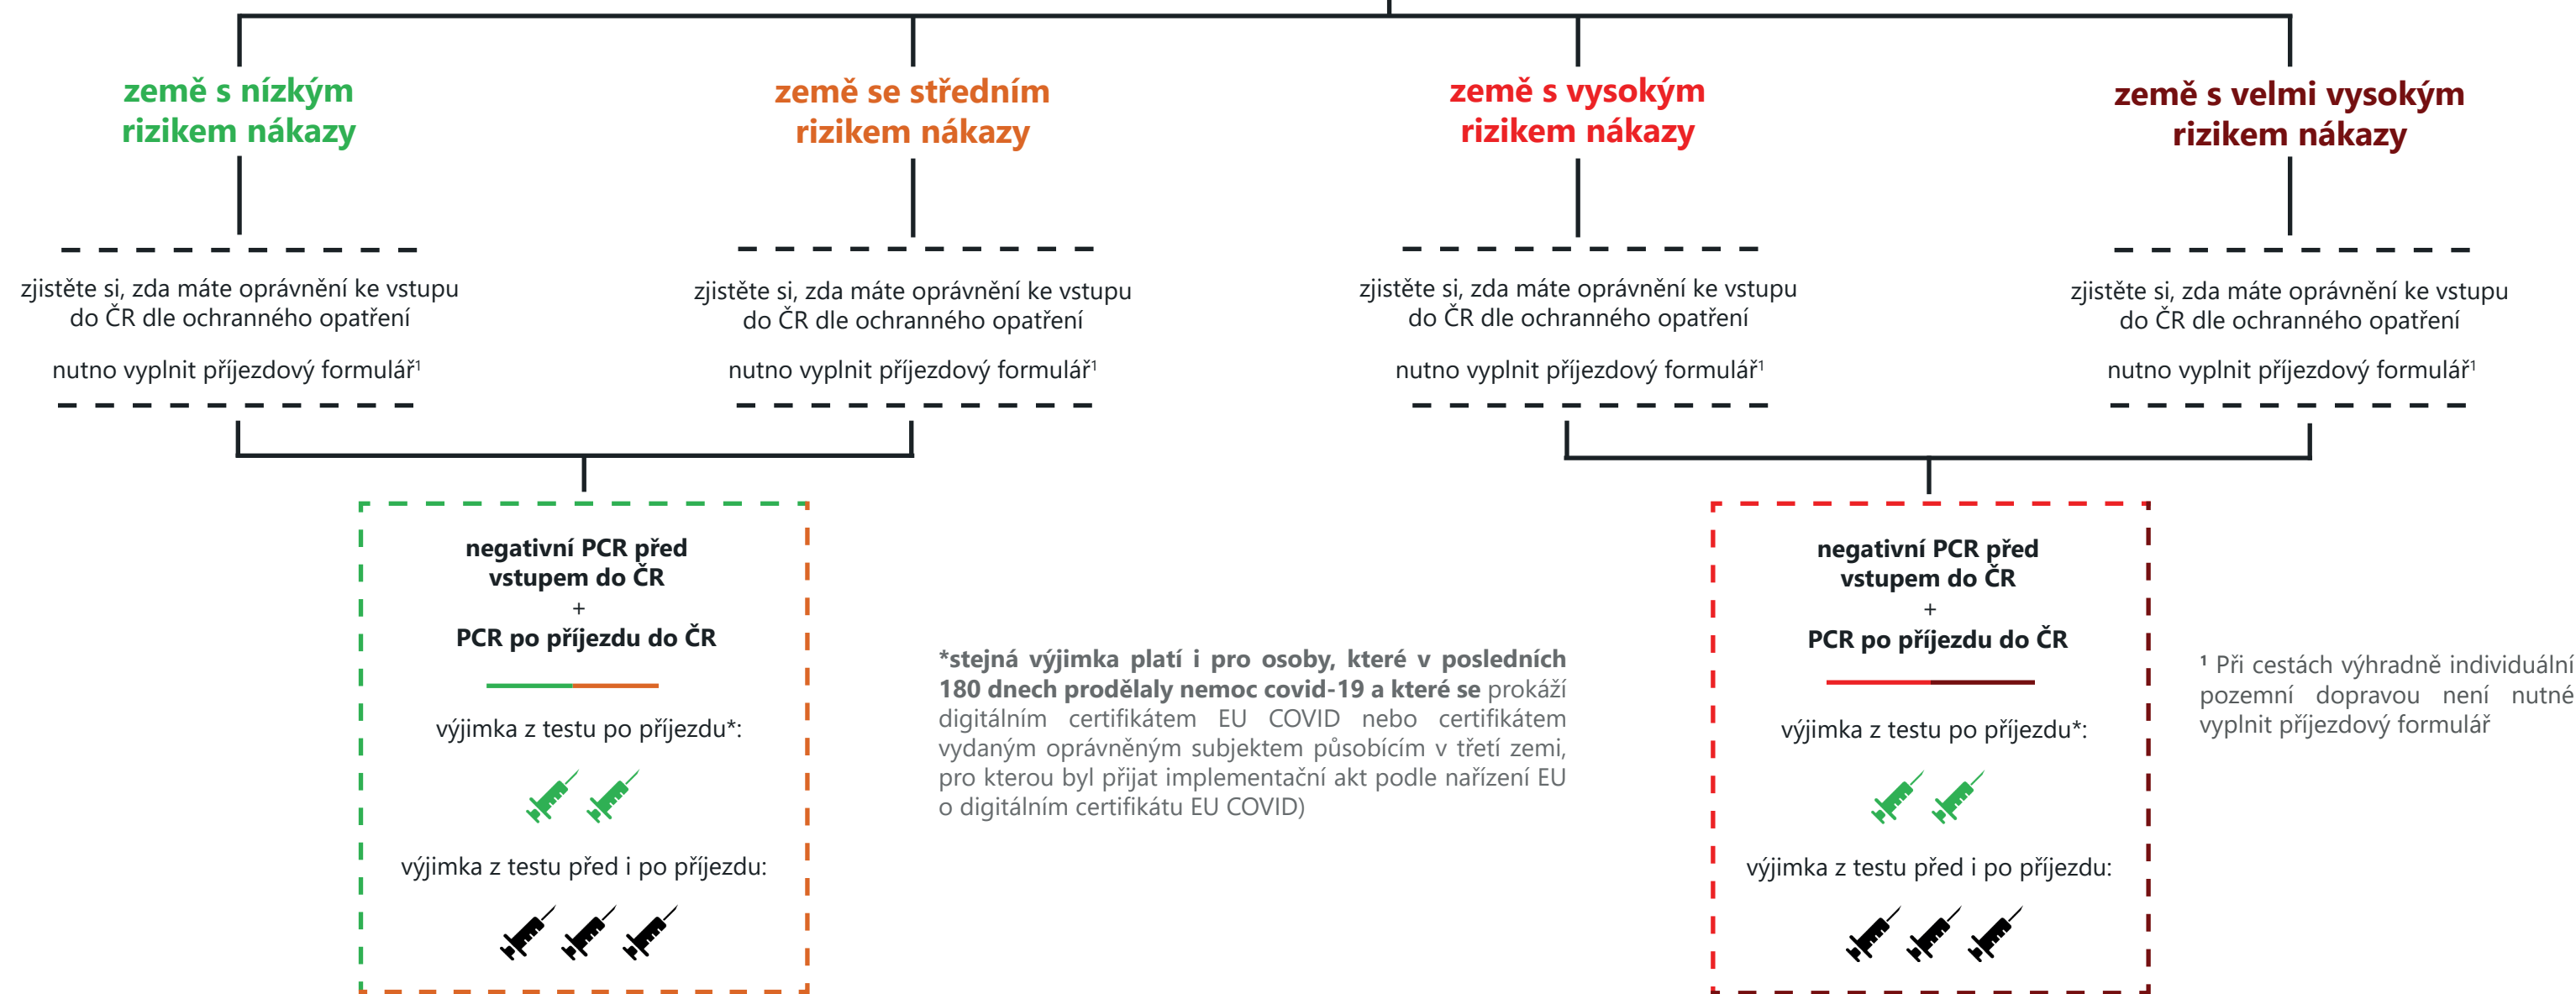 země s nízkým
rizikem nákazy
zjistěte si, zda máte oprávnění ke vstupu
do ČR dle ochranného opatření
nutno vyplnit příjezdový formulář¹
země se středním
rizikem nákazy
zjistěte si, zda máte oprávnění ke vstupu
do ČR dle ochranného opatření
nutno vyplnit příjezdový formulář¹
země s vysokým
rizikem nákazy
zjistěte si, zda máte oprávnění ke vstupu
do ČR dle ochranného opatření
nutno vyplnit příjezdový formulář¹
země s velmi vysokým
rizikem nákazy
zjistěte si, zda máte oprávnění ke vstupu
do ČR dle ochranného opatření
nutno vyplnit příjezdový formulář¹
negativní PCR před
vstupem do ČR
+
PCR po příjezdu do ČR
výjimka z testu po příjezdu*:
výjimka z testu před i po příjezdu:
*stejná výjimka platí i pro osoby, které v posledních
180 dnech prodělaly nemoc covid-19 a které se prokáží
digitálním certifikátem EU COVID nebo certifikátem
vydaným oprávněným subjektem působícím v třetí zemi,
pro kterou byl přijat implementační akt podle nařízení EU
o digitálním certifikátu EU COVID)
negativní PCR před
vstupem do ČR
+
PCR po příjezdu do ČR
výjimka z testu po příjezdu*:
výjimka z testu před i po příjezdu:
¹ Při cestách výhradně individuální
pozemní dopravou není nutné
vyplnit příjezdový formulář